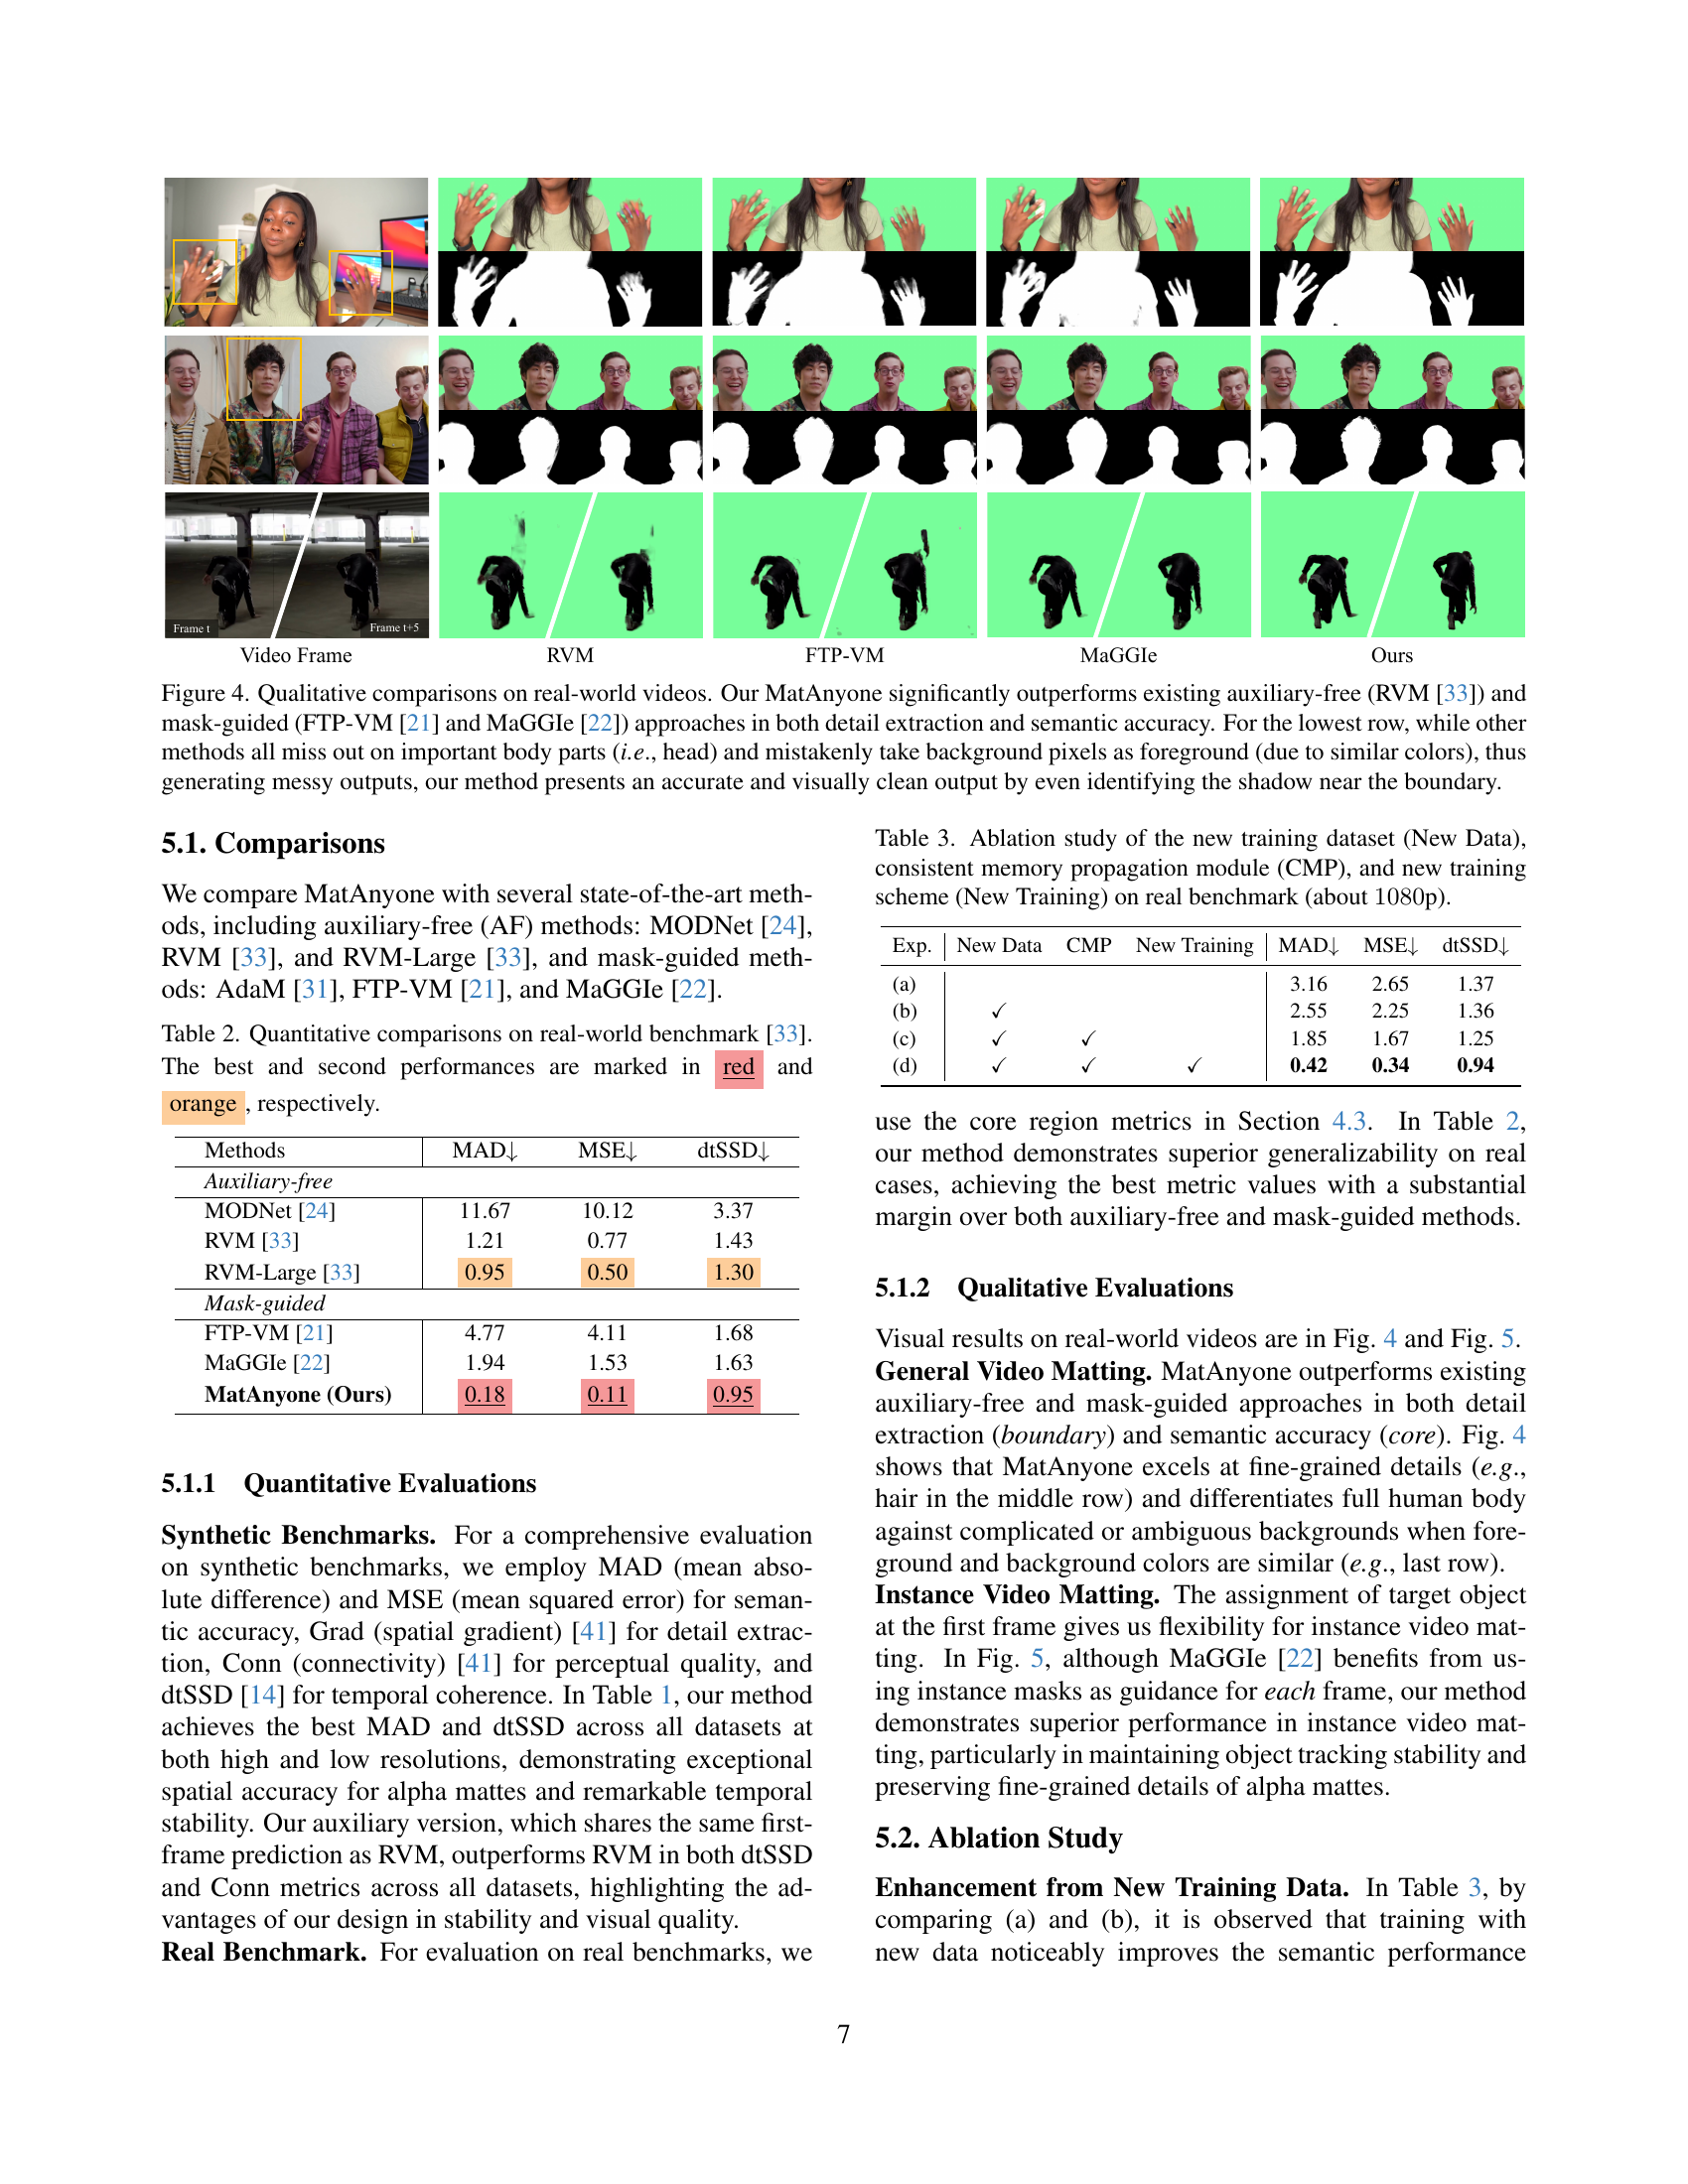 Frame t
Frame t+5
Video Frame
RVM
FTP-VM
MaGGIe
Ours
Figure 4. Qualitative comparisons on real-world videos. Our MatAnyone significantly outperforms existing auxiliary-free (RVM [33]) and
mask-guided (FTP-VM [21] and MaGGIe [22]) approaches in both detail extraction and semantic accuracy. For the lowest row, while other
methods all miss out on important body parts (i.e., head) and mistakenly take background pixels as foreground (due to similar colors), thus
generating messy outputs, our method presents an accurate and visually clean output by even identifying the shadow near the boundary.
5.1. Comparisons
We compare MatAnyone with several state-of-the-art meth-
ods, including auxiliary-free (AF) methods: MODNet [24],
RVM [33], and RVM-Large [33], and mask-guided meth-
ods: AdaM [31], FTP-VM [21], and MaGGIe [22].
Table 2. Quantitative comparisons on real-world benchmark [33].
The best and second performances are marked in red and
orange , respectively.
Methods MAD↓ MSE↓ dtSSD↓
Auxiliary-free
MODNet [24] 11.67 10.12 3.37
RVM [33] 1.21 0.77 1.43
RVM-Large [33] 0.95 0.50 1.30
Mask-guided
FTP-VM [21] 4.77 4.11 1.68
MaGGIe [22] 1.94 1.53 1.63
MatAnyone (Ours) 0.18 0.11 0.95
5.1.1 Quantitative Evaluations
Synthetic Benchmarks. For a comprehensive evaluation
on synthetic benchmarks, we employ MAD (mean abso-
lute difference) and MSE (mean squared error) for seman-
tic accuracy, Grad (spatial gradient) [41] for detail extrac-
tion, Conn (connectivity) [41] for perceptual quality, and
dtSSD [14] for temporal coherence. In Table 1, our method
achieves the best MAD and dtSSD across all datasets at
both high and low resolutions, demonstrating exceptional
spatial accuracy for alpha mattes and remarkable temporal
stability. Our auxiliary version, which shares the same first-
frame prediction as RVM, outperforms RVM in both dtSSD
and Conn metrics across all datasets, highlighting the ad-
vantages of our design in stability and visual quality.
Real Benchmark. For evaluation on real benchmarks, we
Table 3. Ablation study of the new training dataset (New Data),
consistent memory propagation module (CMP), and new training
scheme (New Training) on real benchmark (about 1080p).
Exp. New Data CMP New Training MAD↓ MSE↓ dtSSD↓
(a) 3.16 2.65 1.37
(b) ✓ 2.55 2.25 1.36
(c) ✓ ✓ 1.85 1.67 1.25
(d) ✓ ✓ ✓ 0.42 0.34 0.94
use the core region metrics in Section 4.3. In Table 2,
our method demonstrates superior generalizability on real
cases, achieving the best metric values with a substantial
margin over both auxiliary-free and mask-guided methods.
5.1.2 Qualitative Evaluations
Visual results on real-world videos are in Fig. 4 and Fig. 5.
General Video Matting. MatAnyone outperforms existing
auxiliary-free and mask-guided approaches in both detail
extraction (boundary) and semantic accuracy (core). Fig. 4
shows that MatAnyone excels at fine-grained details (e.g.,
hair in the middle row) and differentiates full human body
against complicated or ambiguous backgrounds when fore-
ground and background colors are similar (e.g., last row).
Instance Video Matting. The assignment of target object
at the first frame gives us flexibility for instance video mat-
ting. In Fig. 5, although MaGGIe [22] benefits from us-
ing instance masks as guidance for each frame, our method
demonstrates superior performance in instance video mat-
ting, particularly in maintaining object tracking stability and
preserving fine-grained details of alpha mattes.
5.2. Ablation Study
Enhancement from New Training Data. In Table 3, by
comparing (a) and (b), it is observed that training with
new data noticeably improves the semantic performance
7